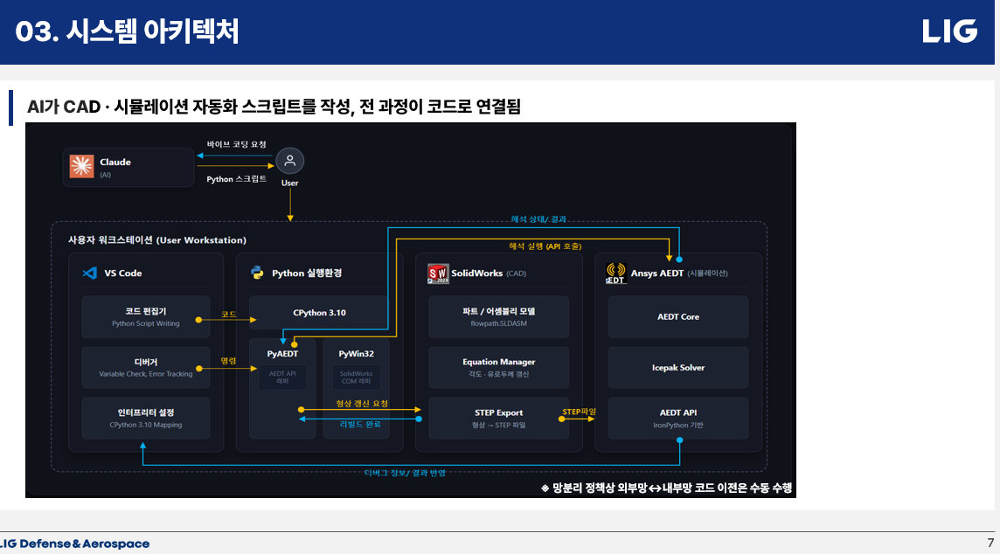 03. 시스템 아키텍처
LIG
AI가 CAD · 시뮬레이션 자동화 스크립트를 작성, 전 과정이 코드로 연결됨
Claude
(AI)
바이브 코딩 요청
Python 스크립트
User
사용자 워크스테이션 (User Workstation)
해석 상태/ 결과
해석 실행 (API 호출)
VS Code
코드 편집기
Python Script Writing
디버거
Variable Check, Error Tracking
인터프리터 설정
CPython 3.10 Mapping
코드
명령
Python 실행환경
CPython 3.10
PyAEDT
AEDT API
래퍼
PyWin32
SolidWorks
COM 래퍼
형상 갱신 요청
리빌드 완료
SW
2024
SolidWorks (CAD)
파트 / 어셈블리 모델
flowpath.SLDASM
Equation Manager
각도 · 유로두께 갱신
STEP Export
형상 → STEP 파일
STEP파일
EDT
Ansys AEDT (시뮬레이션)
AEDT Core
Icepak Solver
AEDT API
IronPython 기반
디버그 정보/ 결과 반영
※ 망분리 정책상 외부망↔내부망 코드 이전은 수동 수행
LIG Defense&Aerospace
7